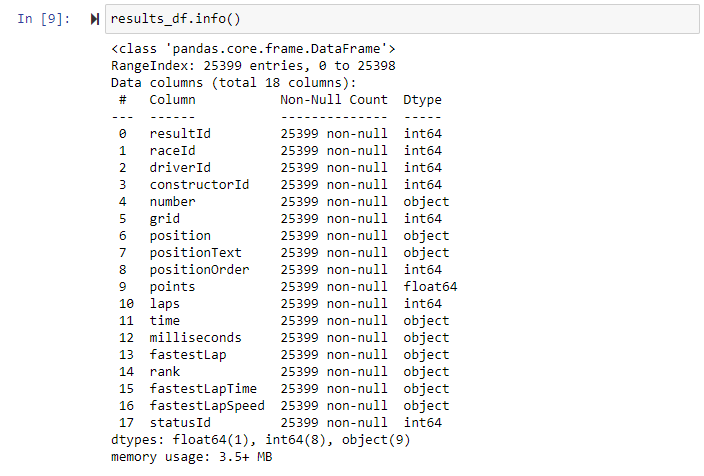 In [9]: results_df.info()
<class 'pandas.core.frame.DataFrame'>
RangeIndex: 25399 entries, 0 to 25398
Data columns (total 18 columns):
 #   Column           Non-Null Count  Dtype
---  ------           --------------  -----
 0   resultId         25399 non-null  int64
 1   raceId           25399 non-null  int64
 2   driverId         25399 non-null  int64
 3   constructorId    25399 non-null  int64
 4   number           25399 non-null  object
 5   grid             25399 non-null  int64
 6   position         25399 non-null  object
 7   positionText     25399 non-null  object
 8   positionOrder    25399 non-null  int64
 9   points           25399 non-null  float64
 10  laps             25399 non-null  int64
 11  time             25399 non-null  object
 12  milliseconds     25399 non-null  object
 13  fastestLap       25399 non-null  object
 14  rank             25399 non-null  object
 15  fastestLapTime   25399 non-null  object
 16  fastestLapSpeed  25399 non-null  object
 17  statusId         25399 non-null  int64
dtypes: float64(1), int64(8), object(9)
memory usage: 3.5+ MB